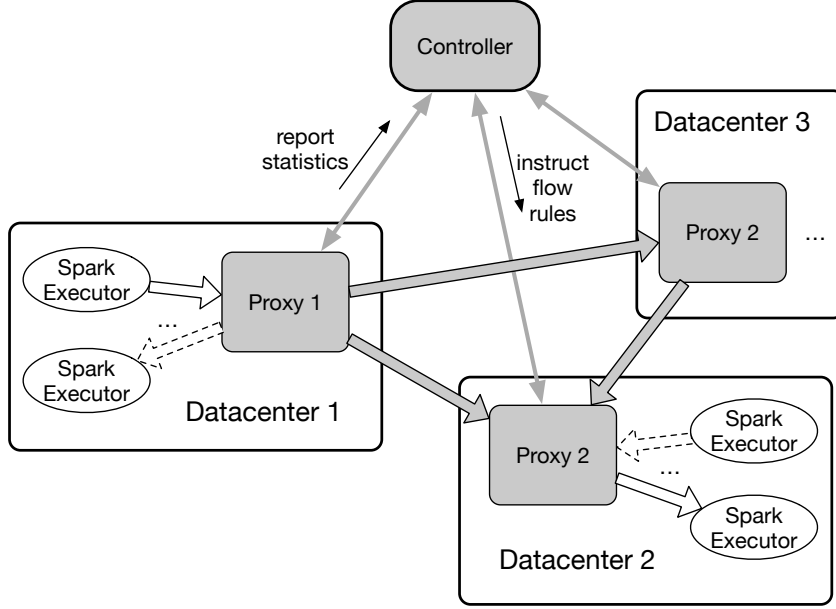 Controller
report
statistics
instruct
flow
rules
Datacenter 3
Proxy 2
...
Spark
Executor
Proxy 1
...
Spark
Executor
Datacenter 1
Proxy 2
Spark
Executor
...
Spark
Executor
Datacenter 2